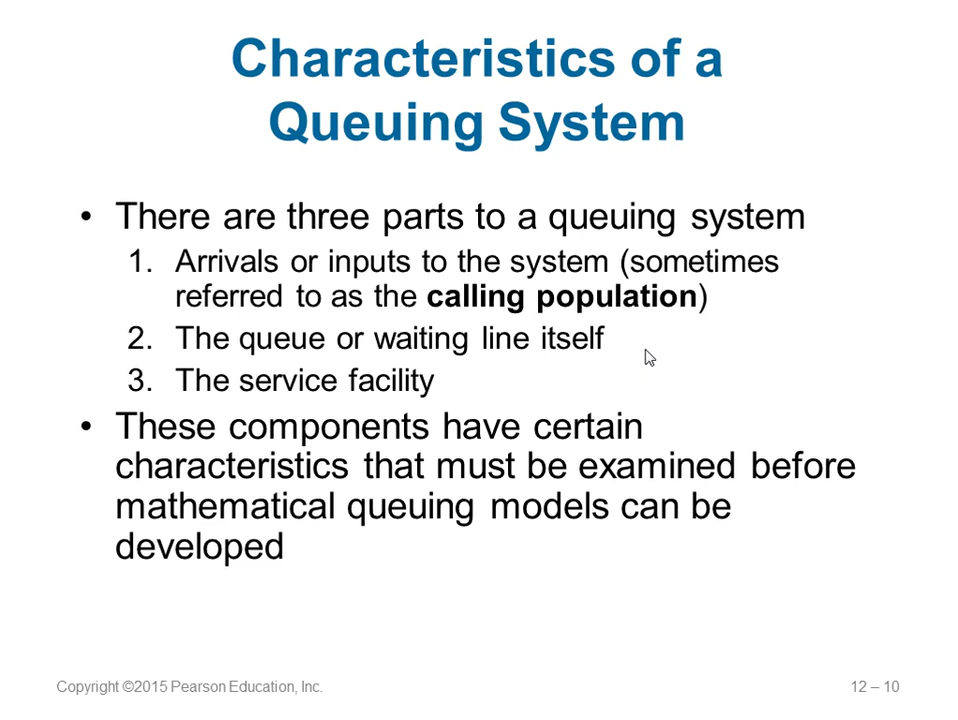 Characteristics of a
Queuing System
• There are three parts to a queuing system
1. Arrivals or inputs to the system (sometimes
referred to as the calling population)
2. The queue or waiting line itself
3. The service facility
• These components have certain
characteristics that must be examined before
mathematical queuing models can be
developed
Copyright ©2015 Pearson Education, Inc.
12 – 10